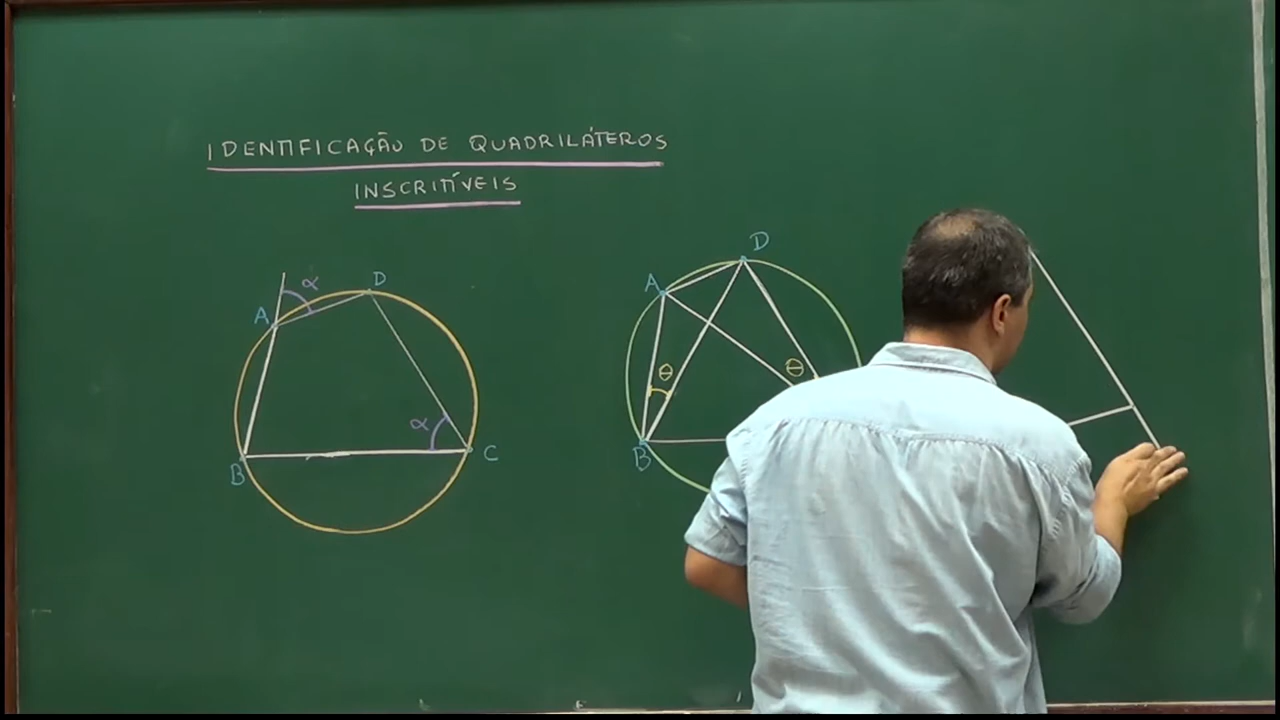 IDENTIFICAÇÃO DE QUADRILÁTEROS
INSCRITÍVEIS
A α D
B α C
A D
B θ θ